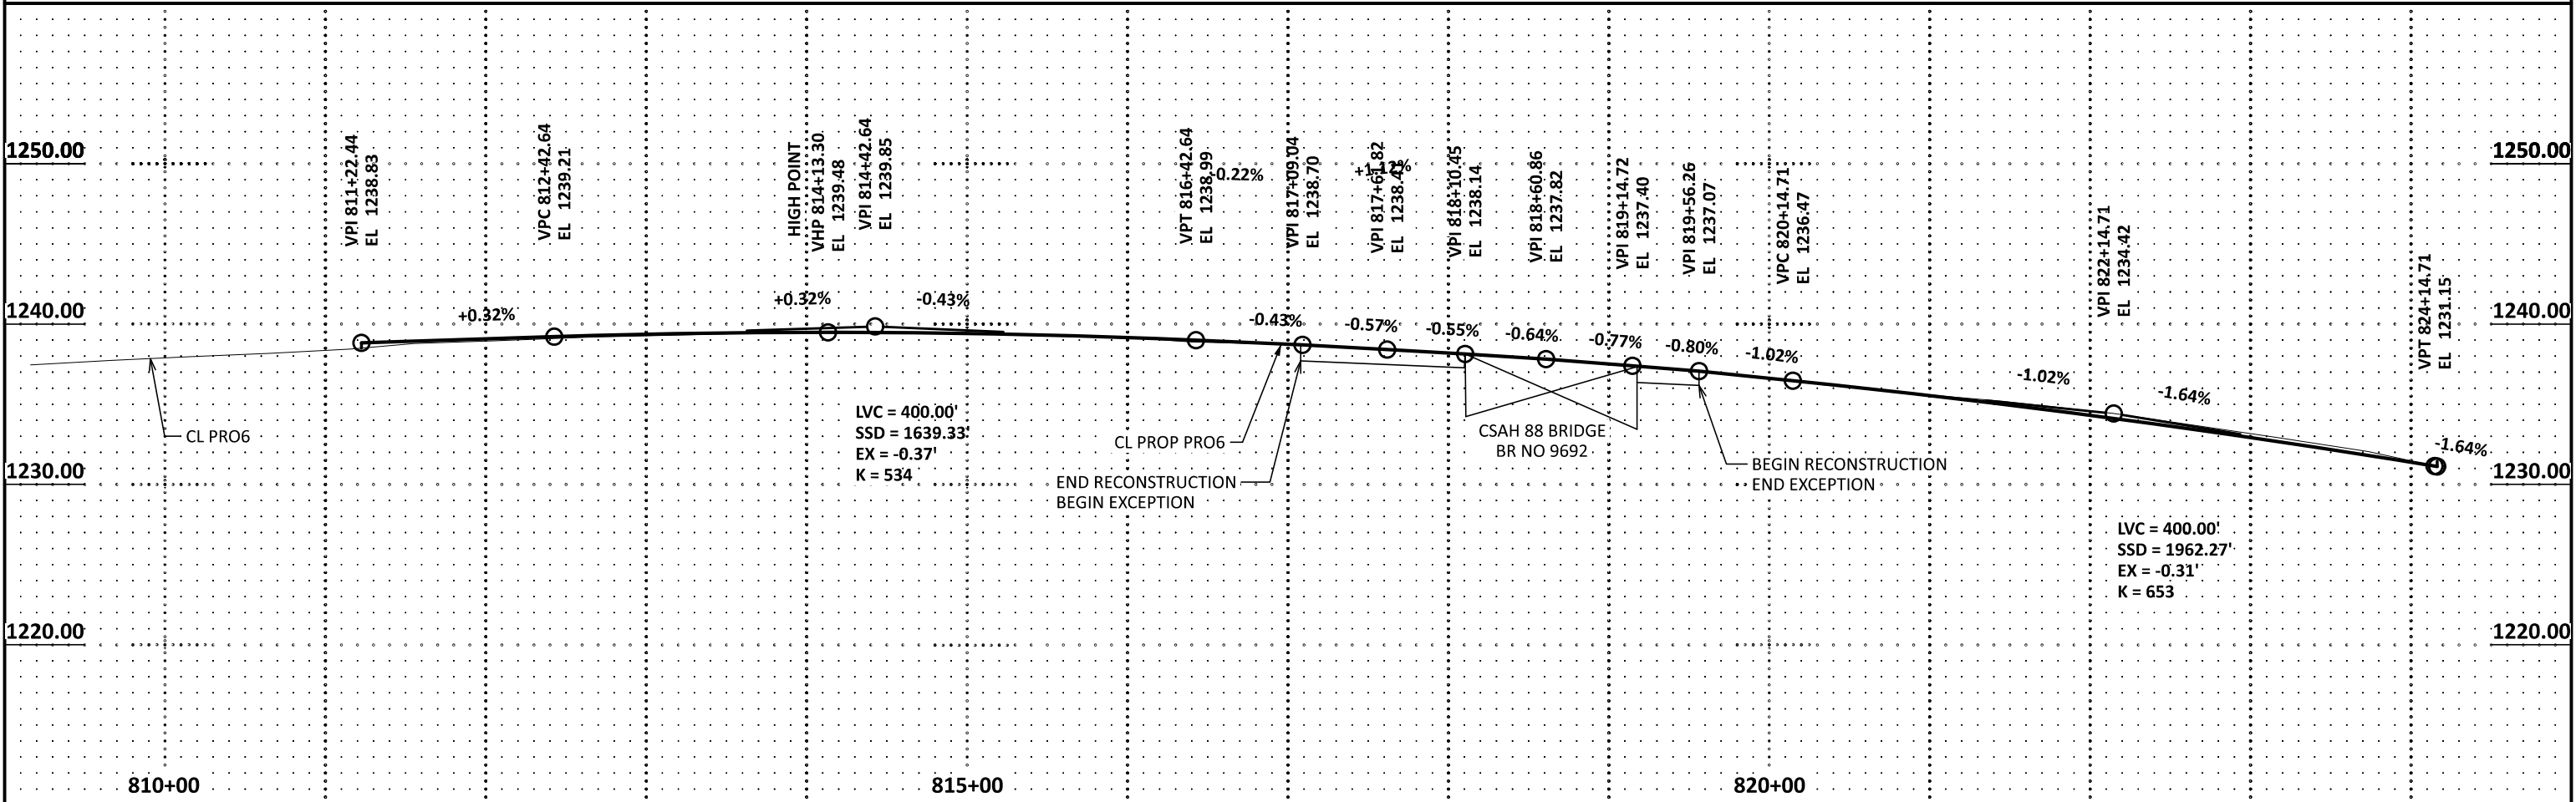 1250.00
1250.00
1240.00
1240.00
1230.00
1230.00
1220.00
1220.00
VPI 811+22.44
EL 1238.83
VPC 812+42.64
EL 1239.21
HIGH POINT
VHP 814+13.30
EL 1239.48
VPI 814+42.64
EL 1239.85
VPT 816+42.64
EL 1238.99
-0.22%
VPI 817+09.04
EL 1238.70
VPI 817+61.82
+1.12%
VPI 818+10.45
EL 1238.14
VPI 818+60.86
EL 1237.82
VPI 819+14.72
EL 1237.40
VPI 819+56.26
EL 1237.07
VPC 820+14.71
EL 1236.47
VPI 822+14.71
EL 1234.42
VPT 824+14.71
EL 1231.15
+0.32%
+0.32%
-0.43%
-0.43%
-0.57%
-0.55%
-0.64%
-0.77%
-0.80%
-1.02%
-1.02%
-1.64%
-1.64%
CL PRO6
LVC = 400.00'
SSD = 1639.33'
EX = -0.37'
K = 534
CL PROP PRO6
END RECONSTRUCTION
BEGIN EXCEPTION
CSAH 88 BRIDGE
BR NO 9692
BEGIN RECONSTRUCTION
END EXCEPTION
LVC = 400.00'
SSD = 1962.27'
EX = -0.31'
K = 653
810+00
815+00
820+00